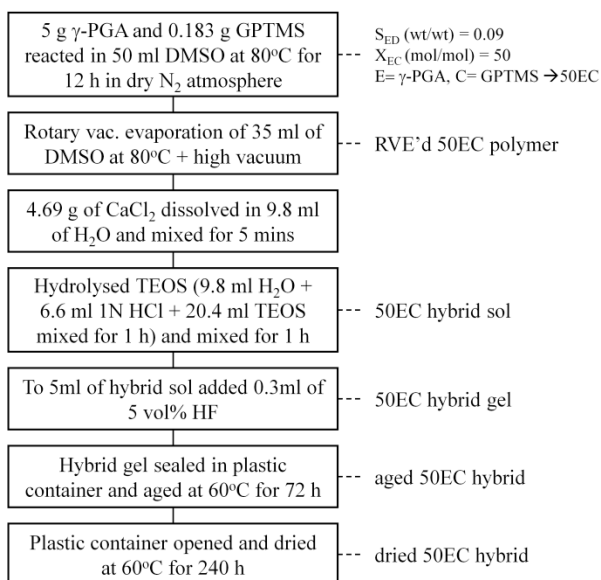 5 g γ-PGA and 0.183 g GPTMS
reacted in 50 ml DMSO at 80°C for
12 h in dry N₂ atmosphere
S_ED (wt/wt) = 0.09
X_EC (mol/mol) = 50
E= γ-PGA, C= GPTMS →50EC
Rotary vac. evaporation of 35 ml of
DMSO at 80°C + high vacuum
--- RVE'd 50EC polymer
4.69 g of CaCl₂ dissolved in 9.8 ml
of H₂O and mixed for 5 mins
Hydrolysed TEOS (9.8 ml H₂O +
6.6 ml 1N HCl + 20.4 ml TEOS
mixed for 1 h) and mixed for 1 h
--- 50EC hybrid sol
To 5ml of hybrid sol added 0.3ml of
5 vol% HF
--- 50EC hybrid gel
Hybrid gel sealed in plastic
container and aged at 60°C for 72 h
--- aged 50EC hybrid
Plastic container opened and dried
at 60°C for 240 h
--- dried 50EC hybrid